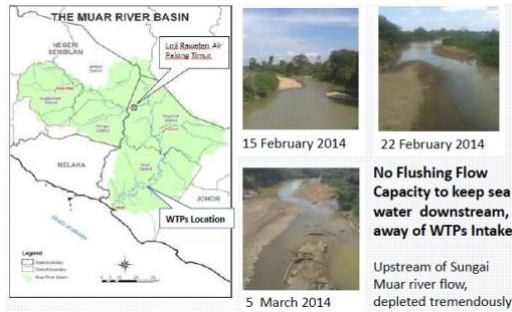 THE MUAR RIVER BASIN
NEGERI
SEMBILAN
Loji Rawatan Air
Palong Timur.
MELAKA
JOHOR
WTPs Location
Legend
15 February 2014
22 February 2014
5 March 2014
No Flushing Flow
Capacity to keep sea
water downstream,
away of WTPs Intake
Upstream of Sungai
Muar river flow,
depleted tremendously